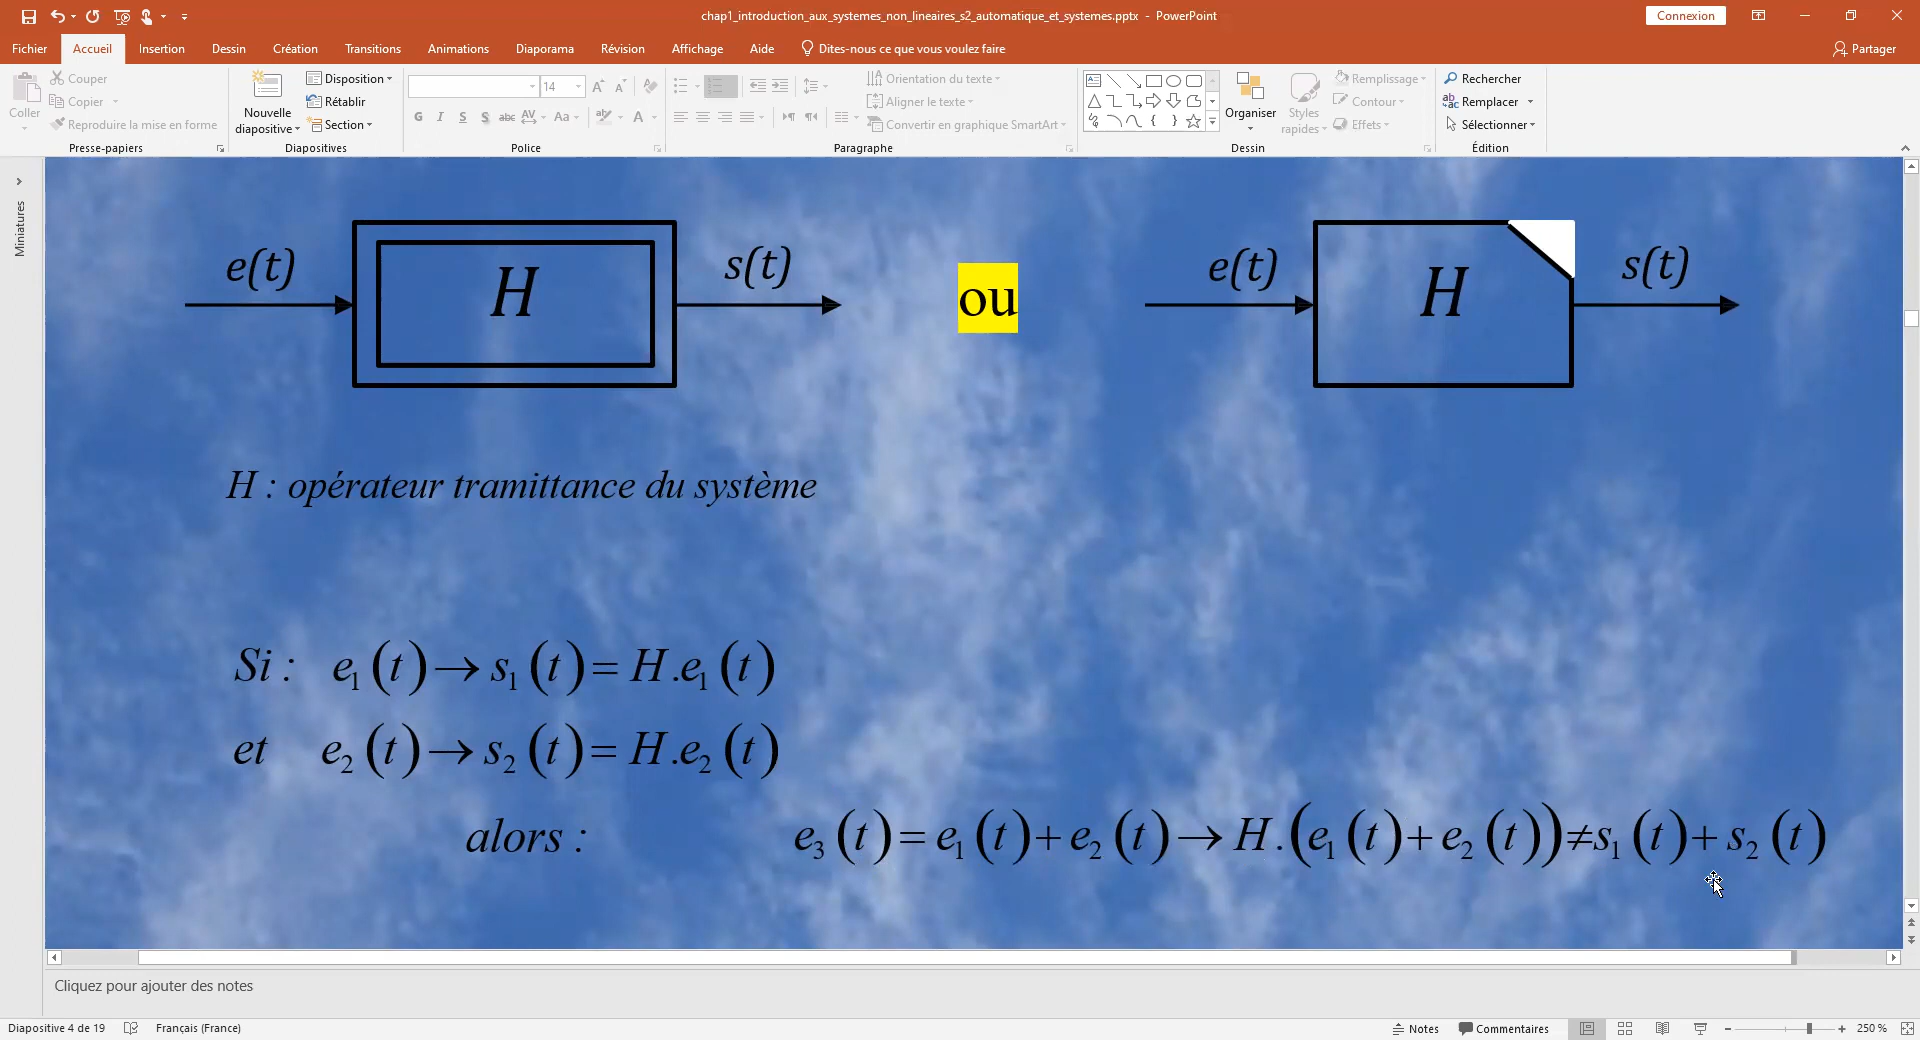 chap1_introduction_aux_systemes_non_lineaires_s2_automatique_et_systemes.pptx - PowerPoint
Connexion
Fichier Accueil Insertion Dessin Création Transitions Animations Diaporama Révision Affichage Aide Dites-nous ce que vous voulez faire Partager
Coller
Couper
Copier
Reproduire la mise en forme
Presse-papiers
Nouvelle
diapositive
Disposition
Rétablir
Section
Diapositives
14
G I S S abc AV Aa A
Police
Orientation du texte
Aligner le texte
Convertir en graphique SmartArt
Paragraphe
Organiser
Styles
rapides
Remplissage
Contour
Effets
Dessin
Rechercher
Remplacer
Sélectionner
Édition
Miniatures
e(t) H s(t) ou e(t) H s(t)
H : opérateur tramittance du système
Si : e₁(t)→s₁(t)=H.e₁(t)
et e₂(t)→s₂(t)=H.e₂(t)
alors : e₃(t)=e₁(t)+e₂(t)→H.(e₁(t)+e₂(t))≠s₁(t)+s₂(t)
Cliquez pour ajouter des notes
Diapositive 4 de 19 Français (France) Notes Commentaires 250 %